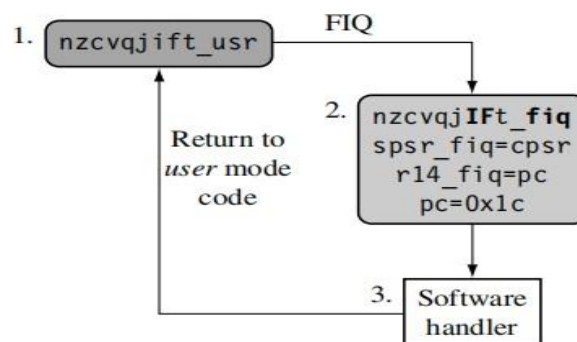 1. nzcvqjift_usr
FIQ
2. nzcvqjIFt_fiq
spsr_fiq=cpsr
r14_fiq=pc
pc=0x1c
Return to
user mode
code
3. Software
handler